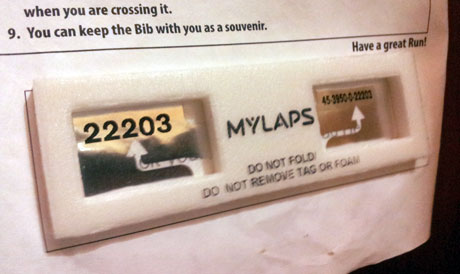 when you are crossing it.
9. You can keep the Bib with you as a souvenir.
Have a great Run!
22203
MYLAPS
45-3950-0-22203
DO NOT FOLD!
DO NOT REMOVE TAG OR FOAM